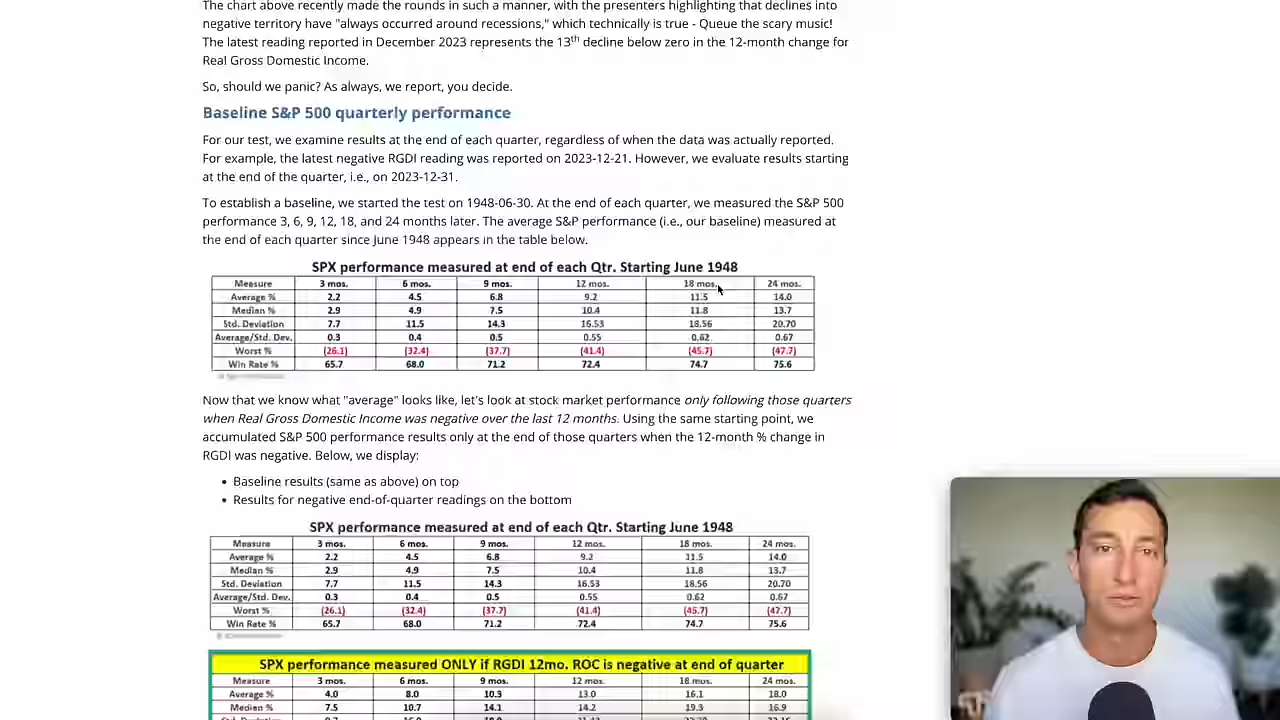 The chart above recently made the rounds in such a manner, with the presenters highlighting that declines into
negative territory have "always occurred around recessions," which technically is true - Queue the scary music!
The latest reading reported in December 2023 represents the 13th decline below zero in the 12-month change for
Real Gross Domestic Income.
So, should we panic? As always, we report, you decide.
Baseline S&P 500 quarterly performance
For our test, we examine results at the end of each quarter, regardless of when the data was actually reported.
For example, the latest negative RGDI reading was reported on 2023-12-21. However, we evaluate results starting
at the end of the quarter, i.e., on 2023-12-31.
To establish a baseline, we started the test on 1948-06-30. At the end of each quarter, we measured the S&P 500
performance 3, 6, 9, 12, 18, and 24 months later. The average S&P performance (i.e., our baseline) measured at
the end of each quarter since June 1948 appears in the table below.
SPX performance measured at end of each Qtr. Starting June 1948
Measure 3 mos. 6 mos. 9 mos. 12 mos. 18 mos. 24 mos.
Average % 2.2 4.5 6.8 9.2 11.5 14.0
Median % 2.9 4.9 7.5 10.4 11.8 13.7
Std. Deviation 7.7 11.5 14.3 16.53 18.56 20.70
Average/Std. Dev. 0.3 0.4 0.5 0.55 0.62 0.67
Worst % (26.1) (32.4) (37.7) (41.4) (45.7) (47.7)
Win Rate % 65.7 68.0 71.2 72.4 74.7 75.6
Now that we know what "average" looks like, let's look at stock market performance only following those quarters
when Real Gross Domestic Income was negative over the last 12 months. Using the same starting point, we
accumulated S&P 500 performance results only at the end of those quarters when the 12-month % change in
RGDI was negative. Below, we display:
• Baseline results (same as above) on top
• Results for negative end-of-quarter readings on the bottom
SPX performance measured at end of each Qtr. Starting June 1948
Measure 3 mos. 6 mos. 9 mos. 12 mos. 18 mos. 24 mos.
Average % 2.2 4.5 6.8 9.2 11.5 14.0
Median % 2.9 4.9 7.5 10.4 11.8 13.7
Std. Deviation 7.7 11.5 14.3 16.53 18.56 20.70
Average/Std. Dev. 0.3 0.4 0.5 0.55 0.62 0.67
Worst % (26.1) (32.4) (37.7) (41.4) (45.7) (47.7)
Win Rate % 65.7 68.0 71.2 72.4 74.7 75.6
SPX performance measured ONLY if RGDI 12mo. ROC is negative at end of quarter
Measure 3 mos. 6 mos. 9 mos. 12 mos. 18 mos. 24 mos.
Average % 4.0 8.0 10.3 13.0 16.1 18.0
Median % 7.5 10.7 14.1 14.2 19.3 16.9